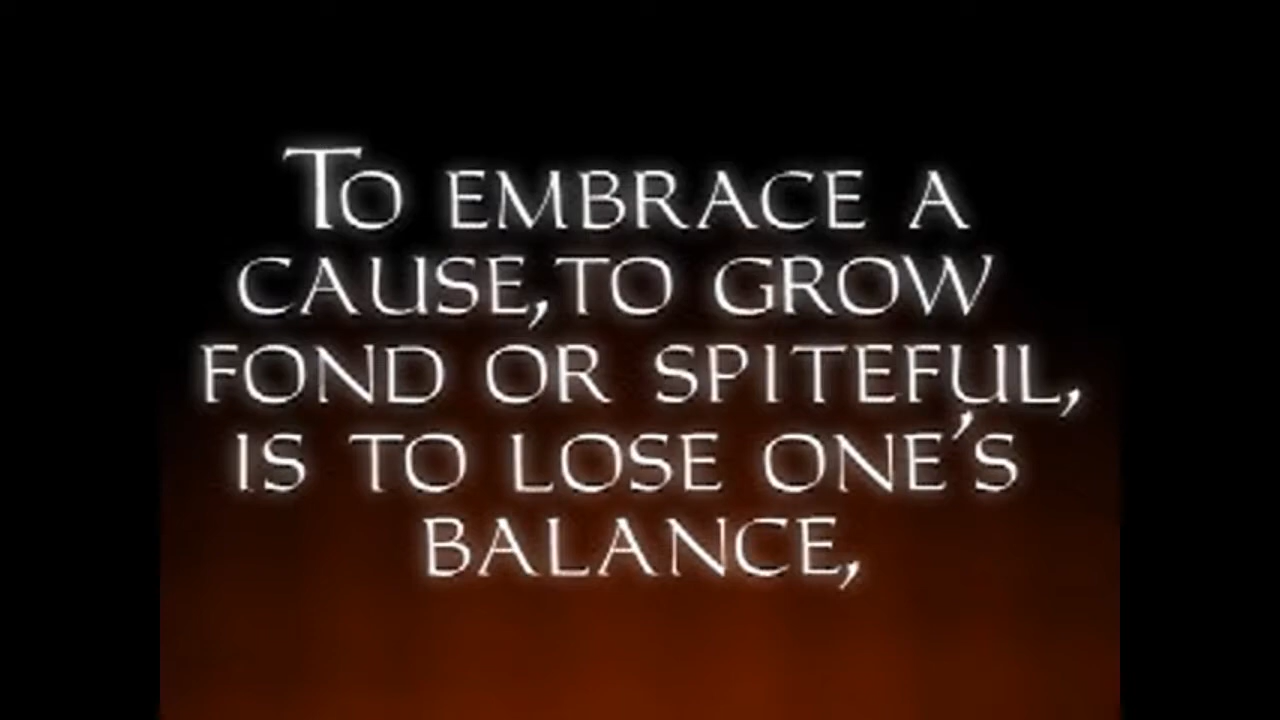 To EMBRACE A
CAUSE, TO GROW
FOND OR SPITEFUL,
IS TO LOSE ONE'S
BALANCE,